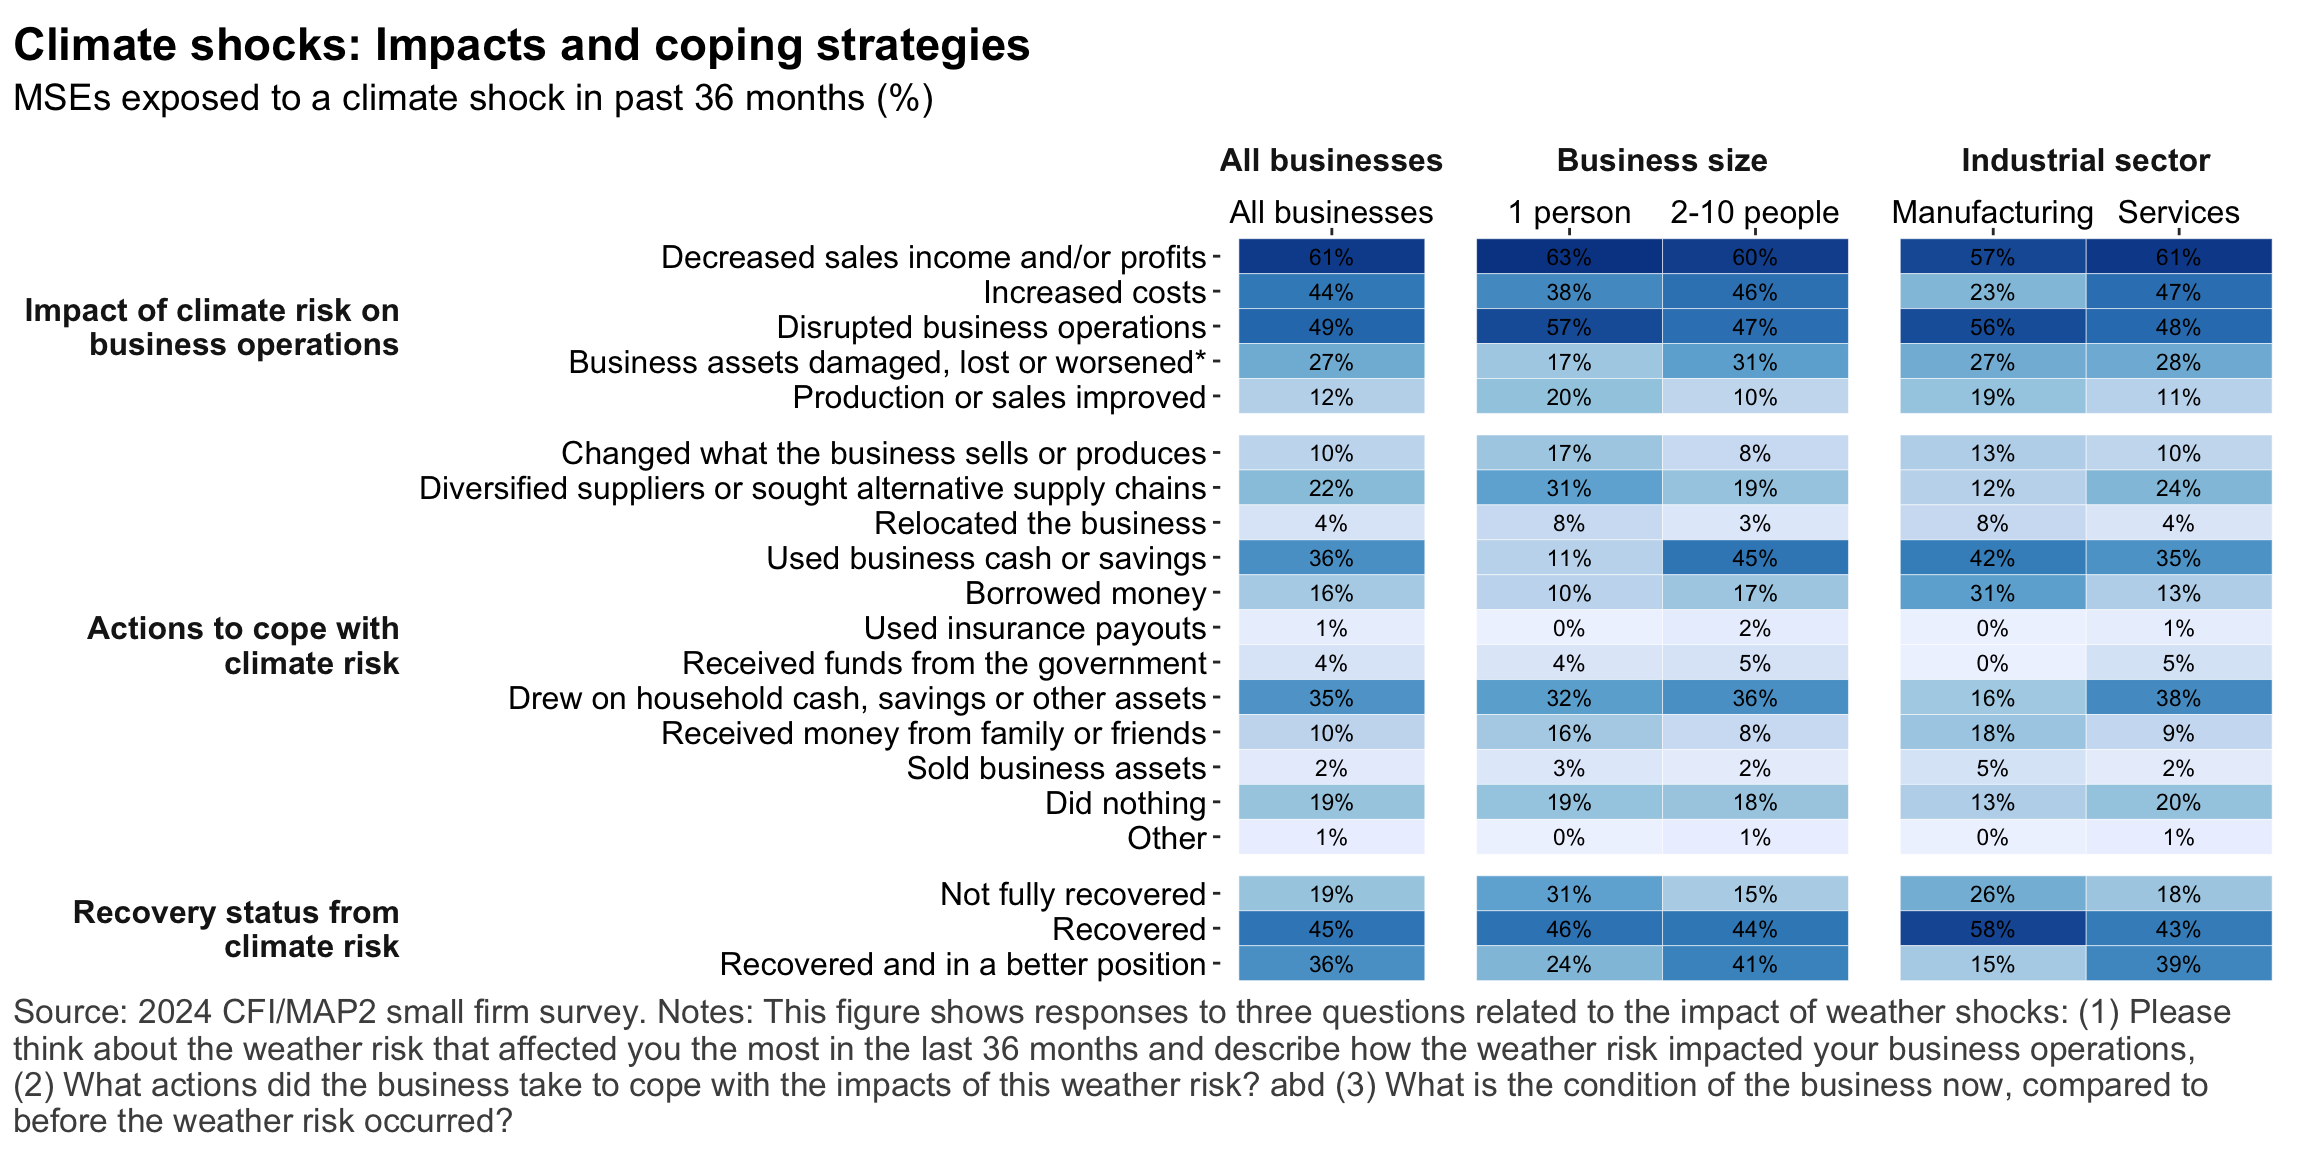 Climate shocks: Impacts and coping strategies
MSEs exposed to a climate shock in past 36 months (%)
All businesses Business size Industrial sector
All businesses 1 person 2-10 people Manufacturing Services
Impact of climate risk on
business operations
Decreased sales income and/or profits 61% 63% 60% 57% 61%
Increased costs 44% 38% 46% 23% 47%
Disrupted business operations 49% 57% 47% 56% 48%
Business assets damaged, lost or worsened* 27% 17% 31% 27% 28%
Production or sales improved 12% 20% 10% 19% 11%
Actions to cope with
climate risk
Changed what the business sells or produces 10% 17% 8% 13% 10%
Diversified suppliers or sought alternative supply chains 22% 31% 19% 12% 24%
Relocated the business 4% 8% 3% 8% 4%
Used business cash or savings 36% 11% 45% 42% 35%
Borrowed money 16% 10% 17% 31% 13%
Used insurance payouts 1% 0% 2% 0% 1%
Received funds from the government 4% 4% 5% 0% 5%
Drew on household cash, savings or other assets 35% 32% 36% 16% 38%
Received money from family or friends 10% 16% 8% 18% 9%
Sold business assets 2% 3% 2% 5% 2%
Did nothing 19% 19% 18% 13% 20%
Other 1% 0% 1% 0% 1%
Recovery status from
climate risk
Not fully recovered 19% 31% 15% 26% 18%
Recovered 45% 46% 44% 58% 43%
Recovered and in a better position 36% 24% 41% 15% 39%
Source: 2024 CFI/MAP2 small firm survey. Notes: This figure shows responses to three questions related to the impact of weather shocks: (1) Please
think about the weather risk that affected you the most in the last 36 months and describe how the weather risk impacted your business operations,
(2) What actions did the business take to cope with the impacts of this weather risk? abd (3) What is the condition of the business now, compared to
before the weather risk occurred?